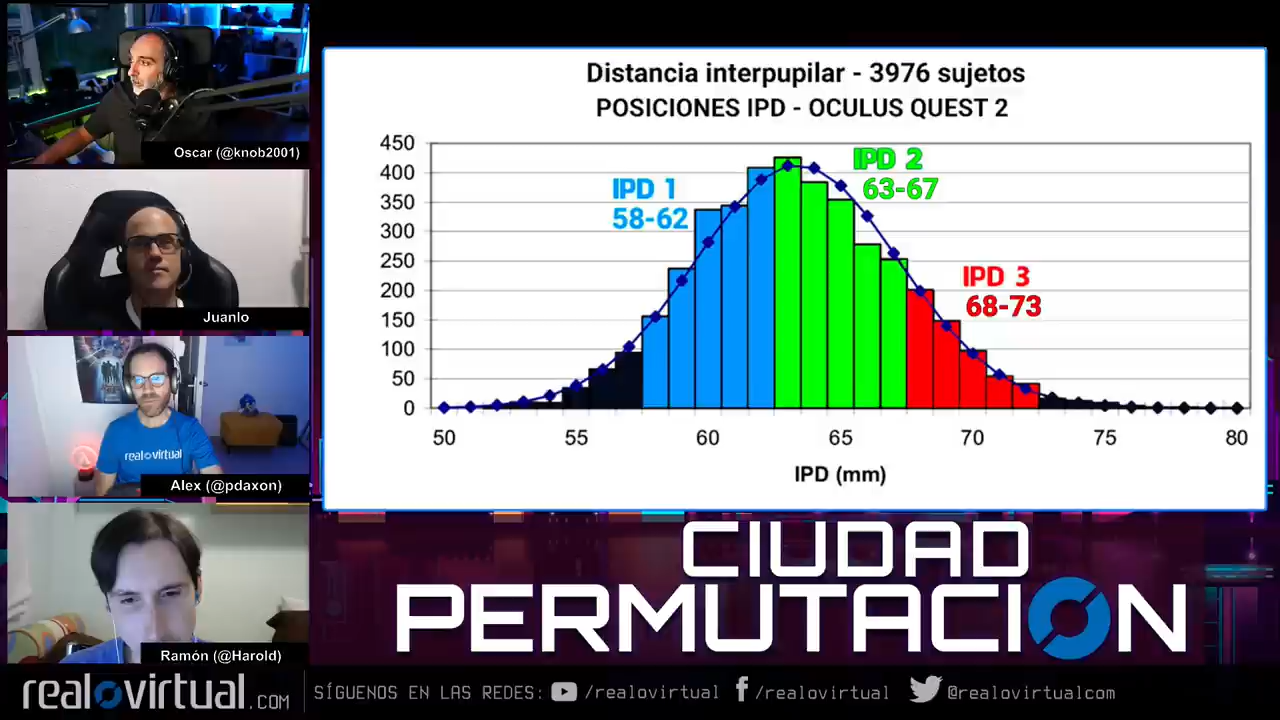 Oscar (@knob2001)
Juanlo
realovirtual
Alex (@pdaxon)
Ramón (@Harold)
Distancia interpupilar - 3976 sujetos
POSICIONES IPD - OCULUS QUEST 2
450
400
350
300
250
200
150
100
50
0
IPD 1
58-62
IPD 2
63-67
IPD 3
68-73
50 55 60 65 70 75 80
IPD (mm)
CIUDAD
PERMUTACION
realovirtual.com SÍGUENOS EN LAS REDES: /realovirtual /realovirtual @realovirtual